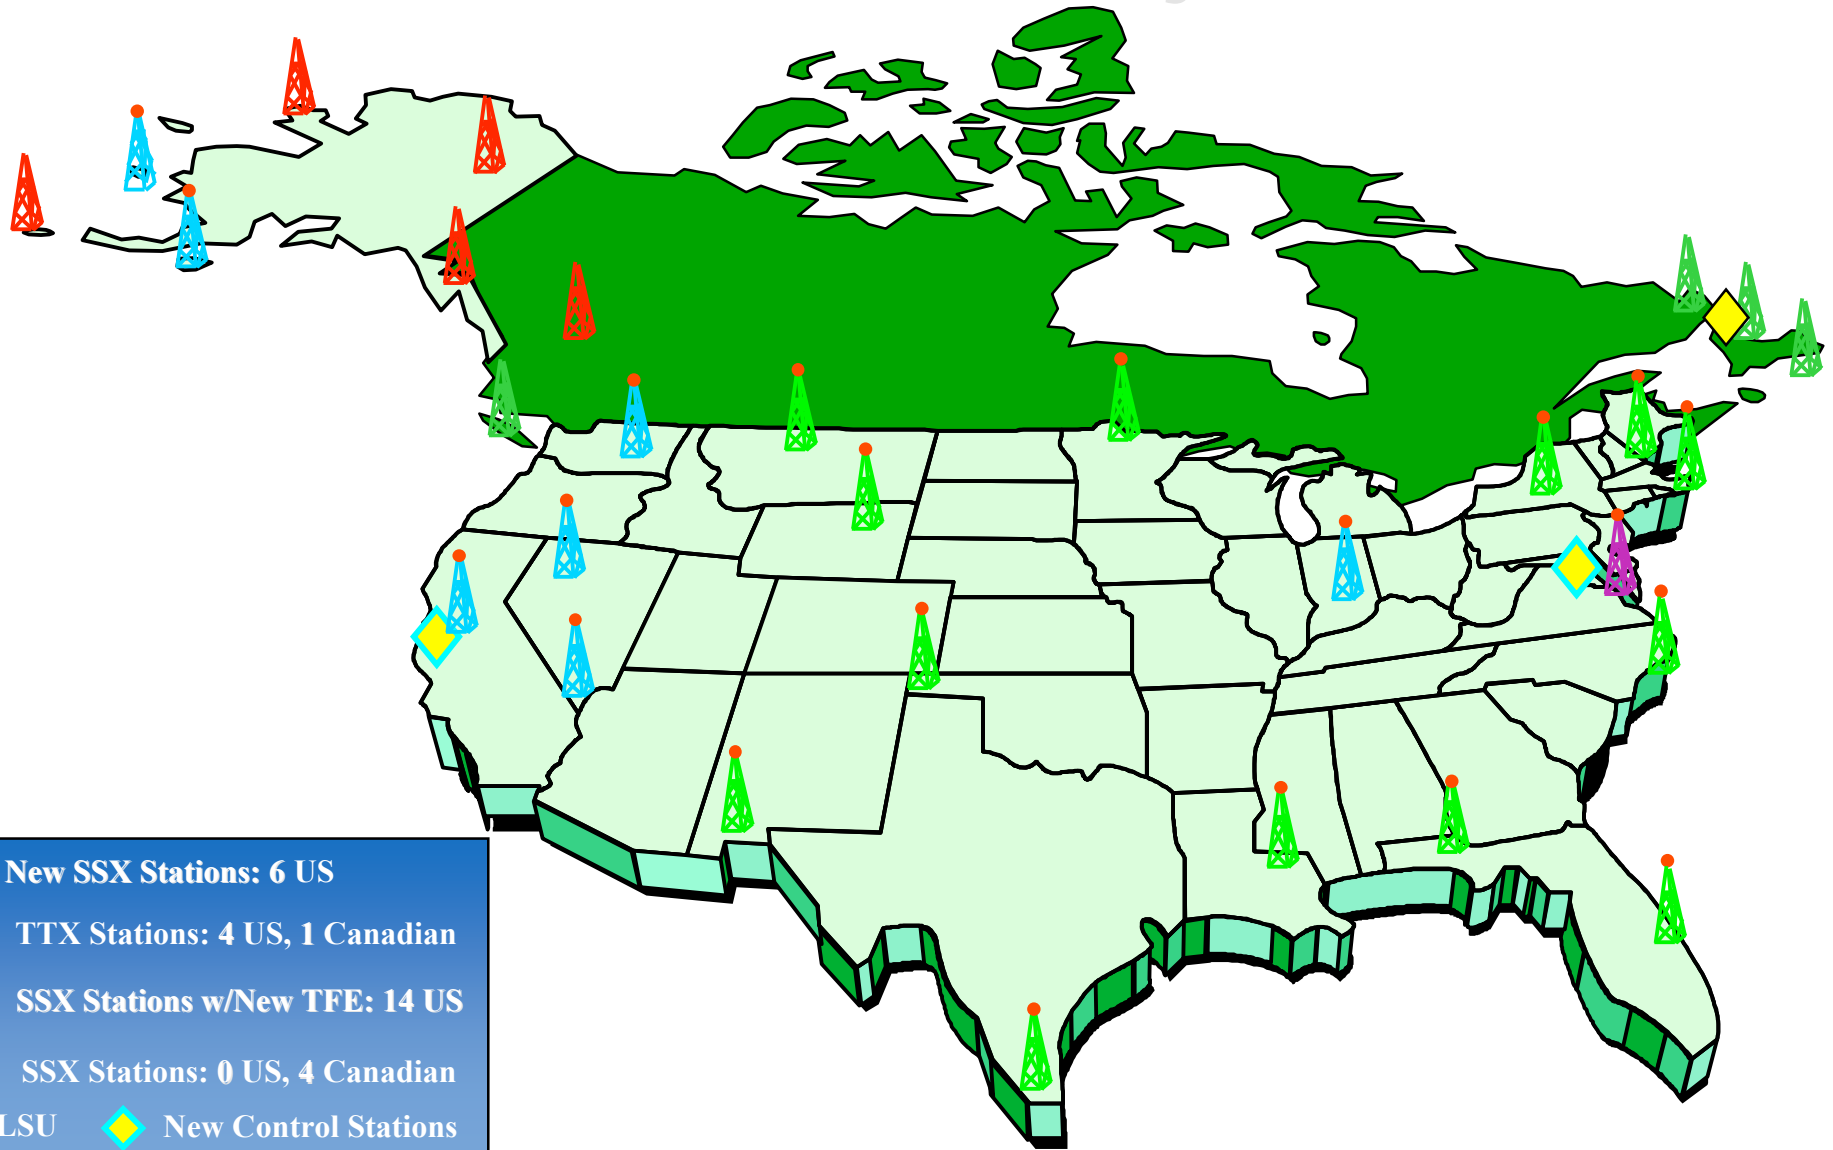 New SSX Stations: 6 US
TTX Stations: 4 US, 1 Canadian
SSX Stations w/New TFE: 14 US
SSX Stations: 0 US, 4 Canadian
LSU New Control Stations